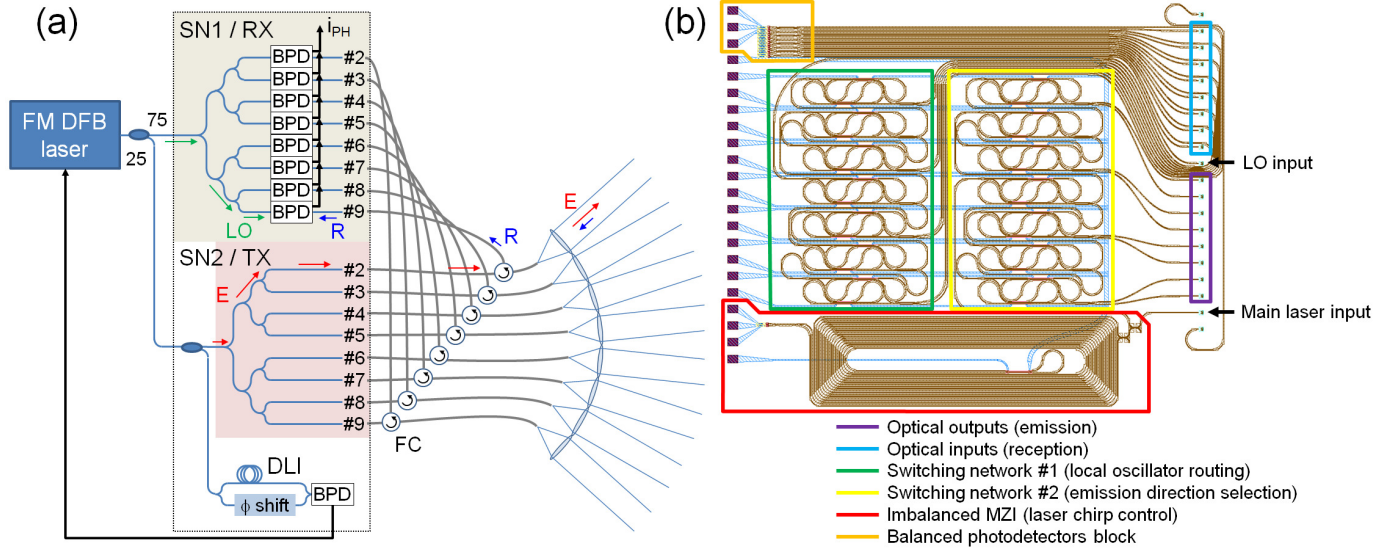 (a)
SN1 / RX
iPH
BPD #2
BPD #3
BPD #4
BPD #5
BPD #6
BPD #7
BPD #8
BPD #9
FM DFB
laser
75
25
LO
R
SN2 / TX
E
#2
#3
#4
#5
#6
#7
#8
#9
R
E
FC
DLI
ϕ shift
BPD
(b)
LO input
Main laser input
Optical outputs (emission)
Optical inputs (reception)
Switching network #1 (local oscillator routing)
Switching network #2 (emission direction selection)
Imbalanced MZI (laser chirp control)
Balanced photodetectors block